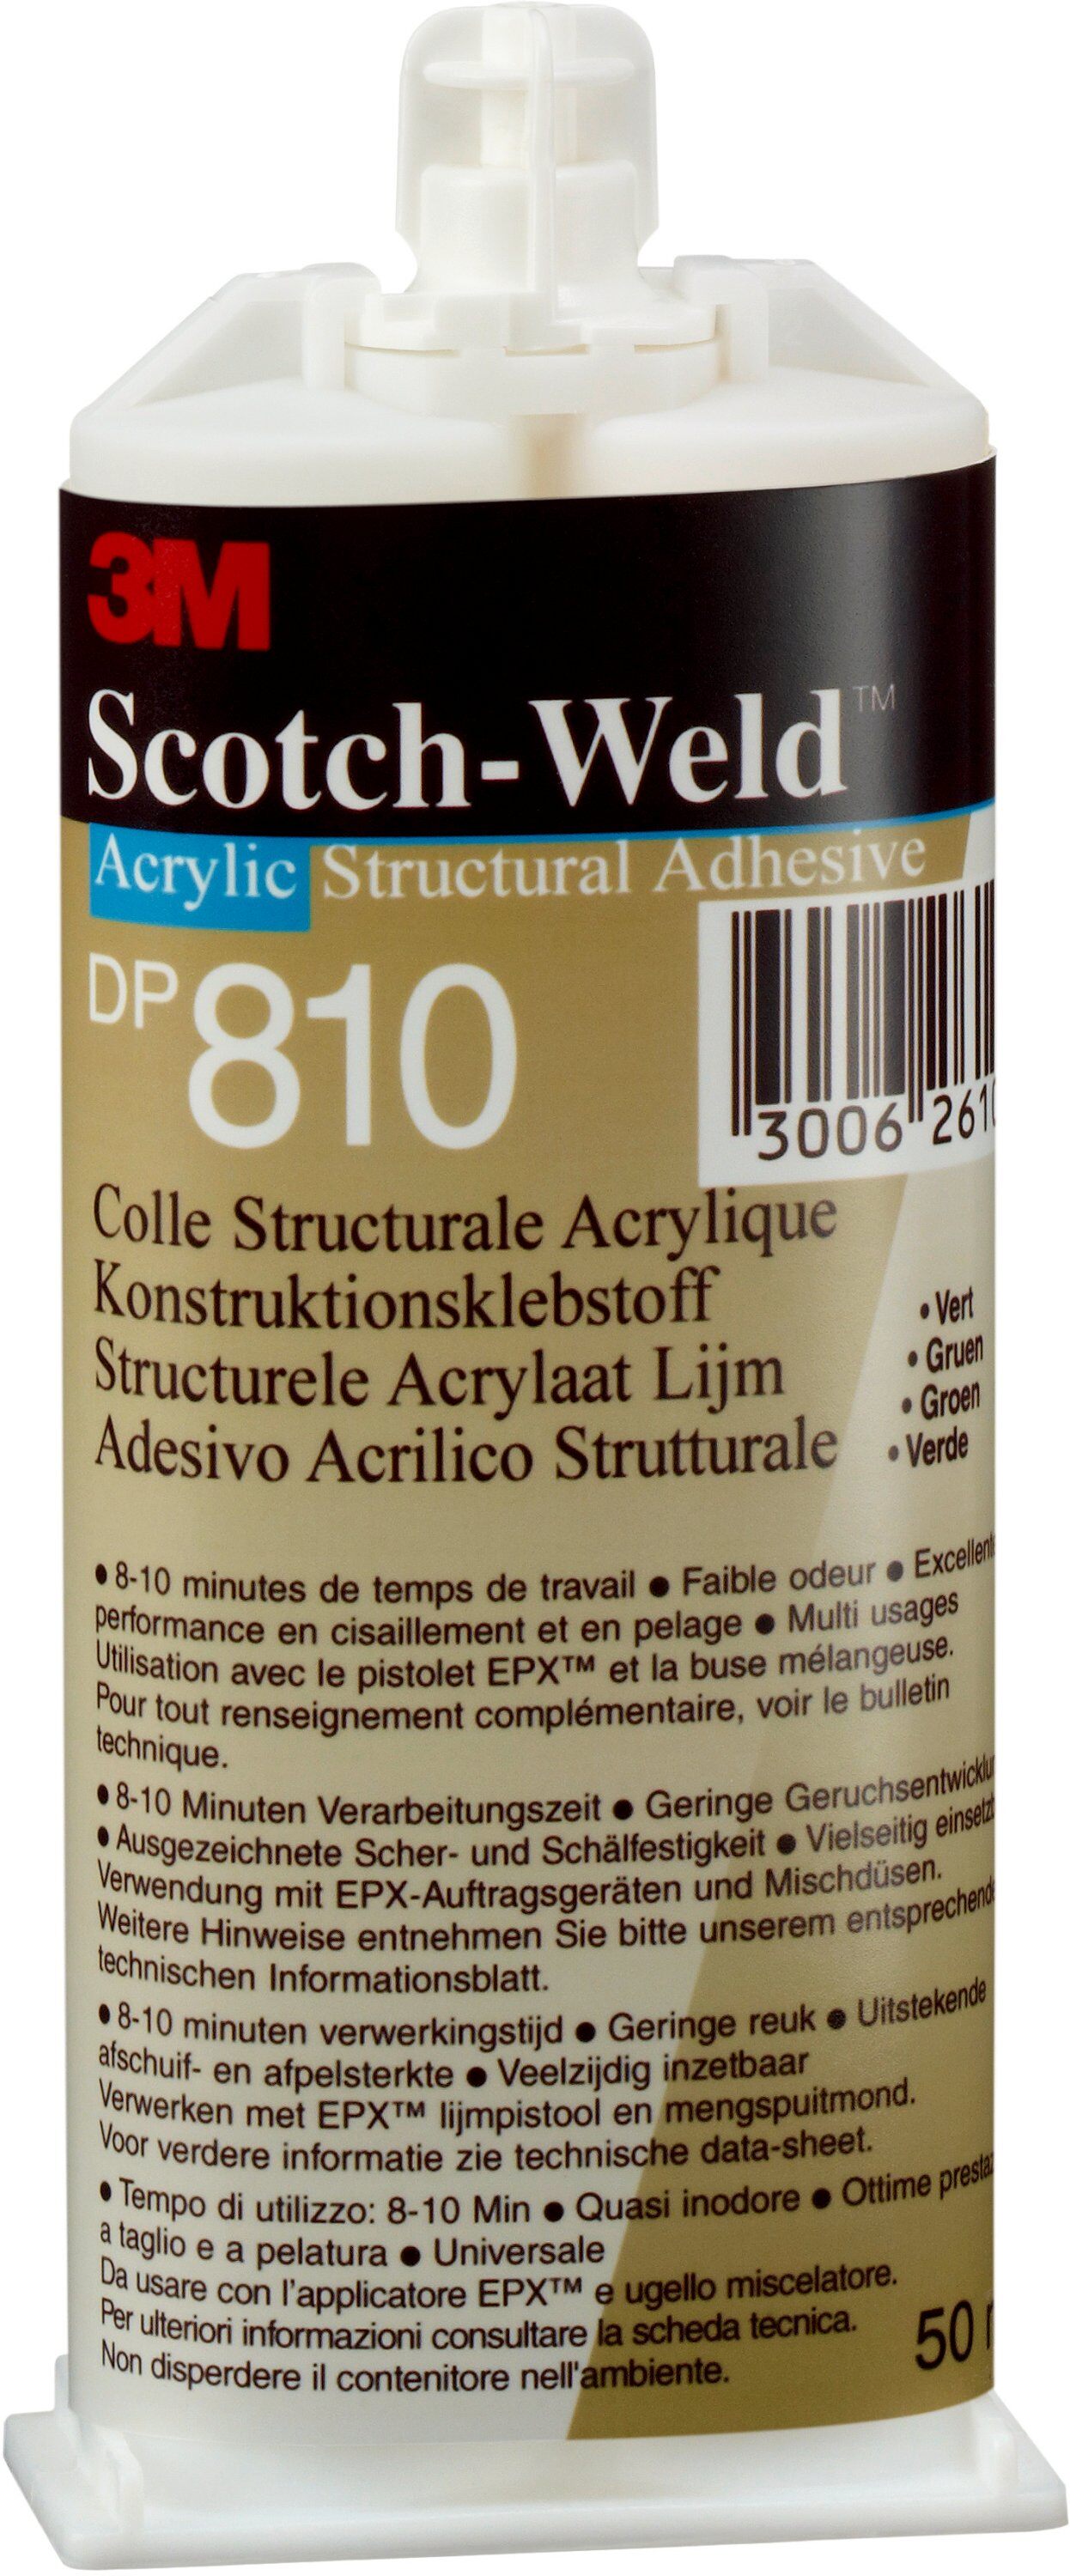 3M
Scotch-Weld™
Acrylic Structural Adhesive
DP 810
3006 261
Colle Structurale Acrylique
Konstruktionsklebstoff
Structurele Acrylaat Lijm
Adesivo Acrilico Strutturale
• Vert
• Gruen
• Groen
• Verde
• 8-10 minutes de temps de travail • Faible odeur •
performance en cisaillement et en pelage • Multi usages
Utilisation avec le pistolet EPX™ et la buse mélangeuse.
Pour tout renseignement complémentaire, voir le bulletin
technique.
• 8-10 Minuten Verarbeitungszeit • Geringe
• Ausgezeichnete Scher- und Schälfestigkeit • Vielseitig
Verwendung mit EPX-Auftragsgeräten und Mischdüsen.
Weitere Hinweise entnehmen Sie bitte unserem
technischen Informationsblatt.
• 8-10 minuten verwerkingstijd • Geringe reuk • Uitstekende
afschuif- en afpelsterkte • Veelzijdig inzetbaar
Verwerken met EPX™ lijmpistool en mengspuitmond.
Voor verdere informatie zie technische data-sheet.
• Tempo di utilizzo: 8-10 Min • Quasi inodore • Ottime
a taglio e a pelatura • Universale
Da usare con l'applicatore EPX™ e ugello miscelatore.
Per ulteriori informazioni consultare la scheda tecnica.
Non disperdere il contenitore nell'ambiente.
50